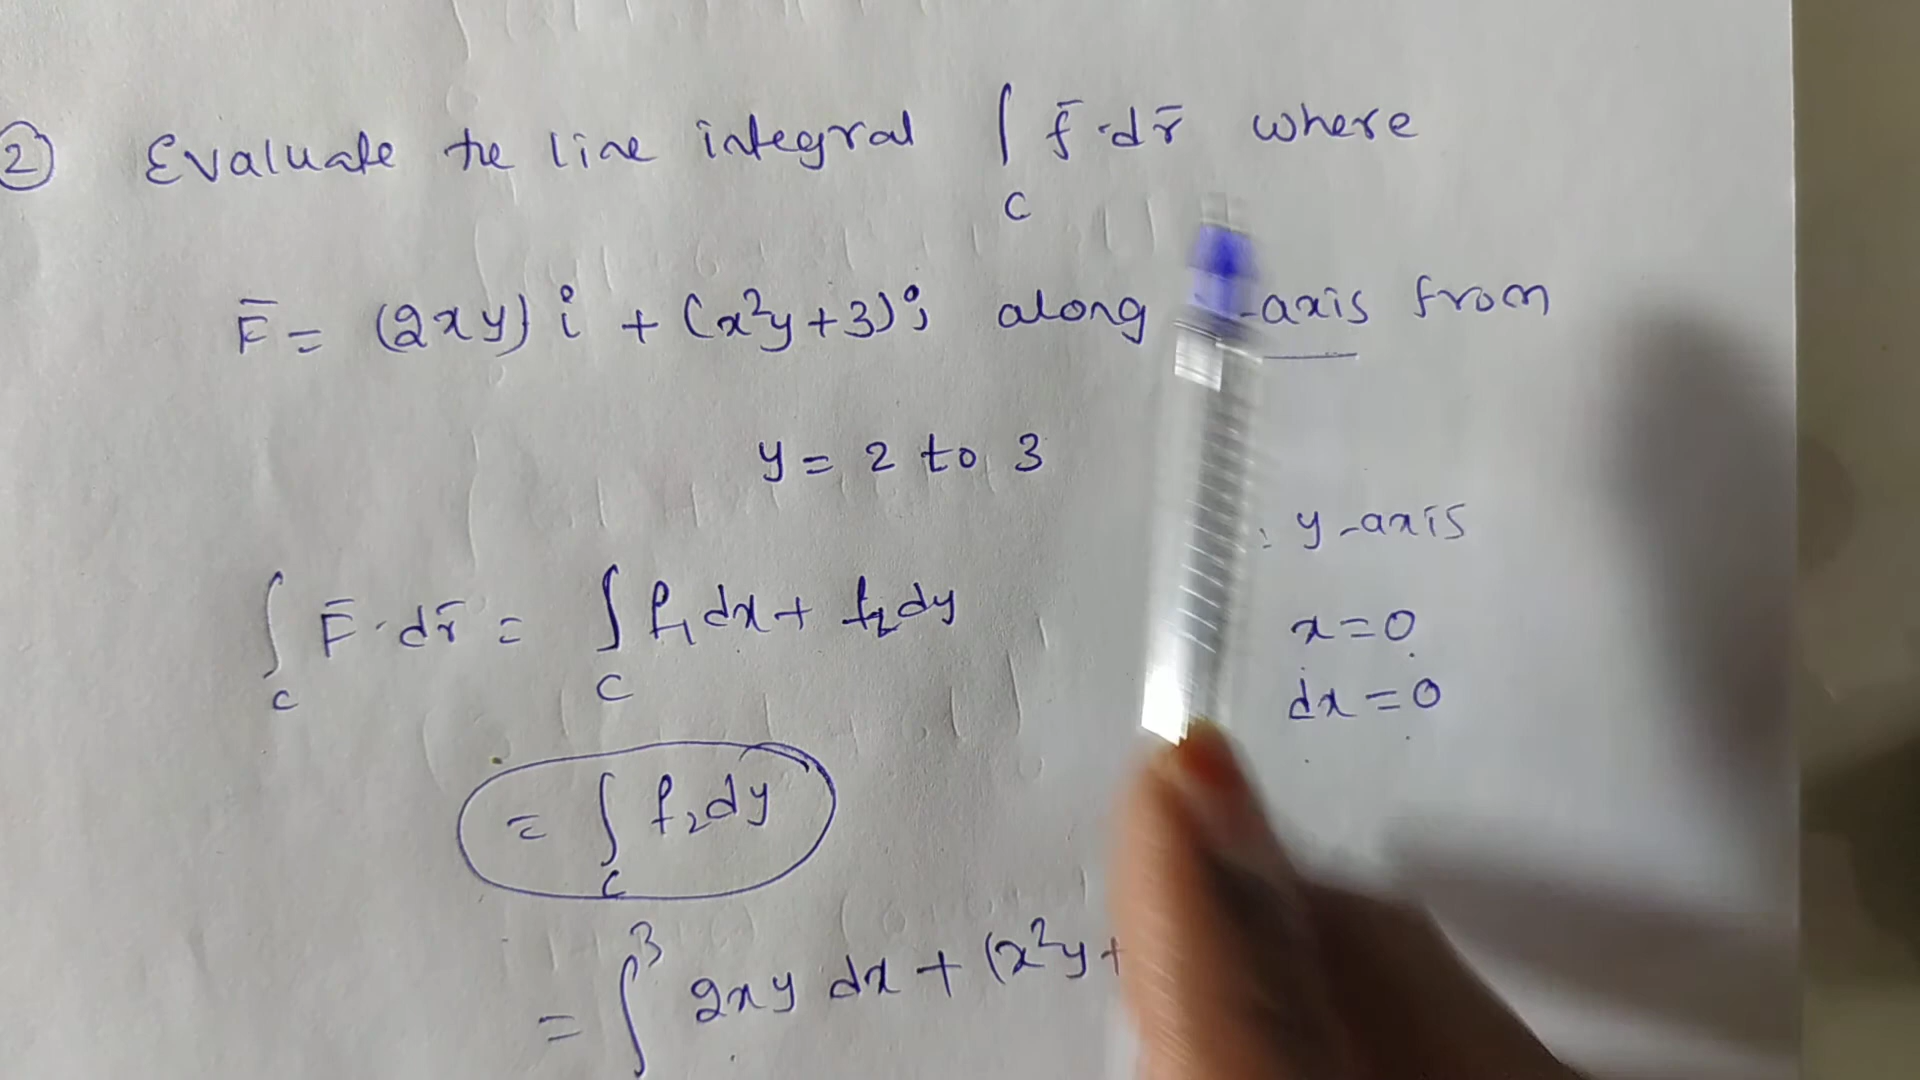 ② Evaluate the line integral ∫_C f̄·dr̄ where
F̄ = (2xy) i + (x²y+3) j along -axis from
y = 2 to 3
: y-axis
∫_C F̄·dr̄ = ∫_C f₁dx + f₂dy
x=0
dx=0
= ∫_C f₂dy
= ∫³ 2xy dx + (x²y+